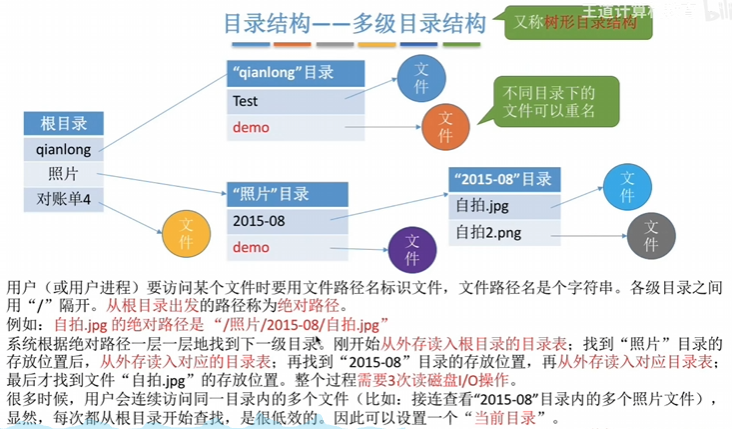 目录结构——多级目录结构
王道计算机
bili
又称树形目录结构
根目录
qianlong
照片
对账单4
文件
“qianlong”目录
Test
demo
文件
文件
不同目录下的
文件可以重名
“照片”目录
2015-08
demo
文件
“2015-08”目录
自拍.jpg
自拍2.png
文件
文件
用户（或用户进程）要访问某个文件时要用文件路径名标识文件，文件路径名是个字符串。各级目录之间
用“/”隔开。从根目录出发的路径称为绝对路径。
例如：自拍.jpg 的绝对路径是 “/照片/2015-08/自拍.jpg”
系统根据绝对路径一层一层地找到下一级目录。刚开始从外存读入根目录的目录表；找到“照片”目录的
存放位置后，从外存读入对应的目录表；再找到“2015-08”目录的存放位置，再从外存读入对应目录表；
最后才找到文件“自拍.jpg”的存放位置。整个过程需要3次读磁盘I/O操作。
很多时候，用户会连续访问同一目录内的多个文件（比如：接连查看“2015-08”目录内的多个照片文件），
显然，每次都从根目录开始查找，是很低效的。因此可以设置一个“当前目录”。